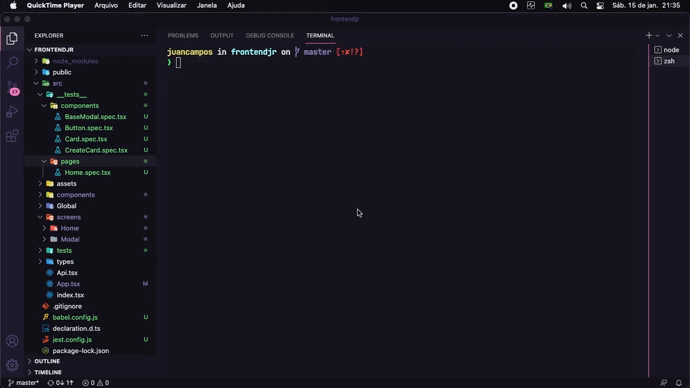 QuickTime Player Arquivo Editar Visualizar Janela Ajuda Sáb. 15 de jan. 21:35
frontendjr
EXPLORER ...
PROBLEMS OUTPUT DEBUG CONSOLE TERMINAL
FRONTENDJR
node_modules
public
src
__tests__
components
BaseModal.spec.tsx U
Button.spec.tsx U
Card.spec.tsx U
CreateCard.spec.tsx U
pages
Home.spec.tsx U
assets
components
Global
screens
Home
Modal
tests
types
Api.tsx
App.tsx M
index.tsx
.gitignore
babel.config.js U
declaration.d.ts
jest.config.js U
package-lock.json
OUTLINE
TIMELINE
juancampos in frontendjr on master [⇡✘!?]
❯
node
zsh
23
master* 0↓ 1↑ 0 0